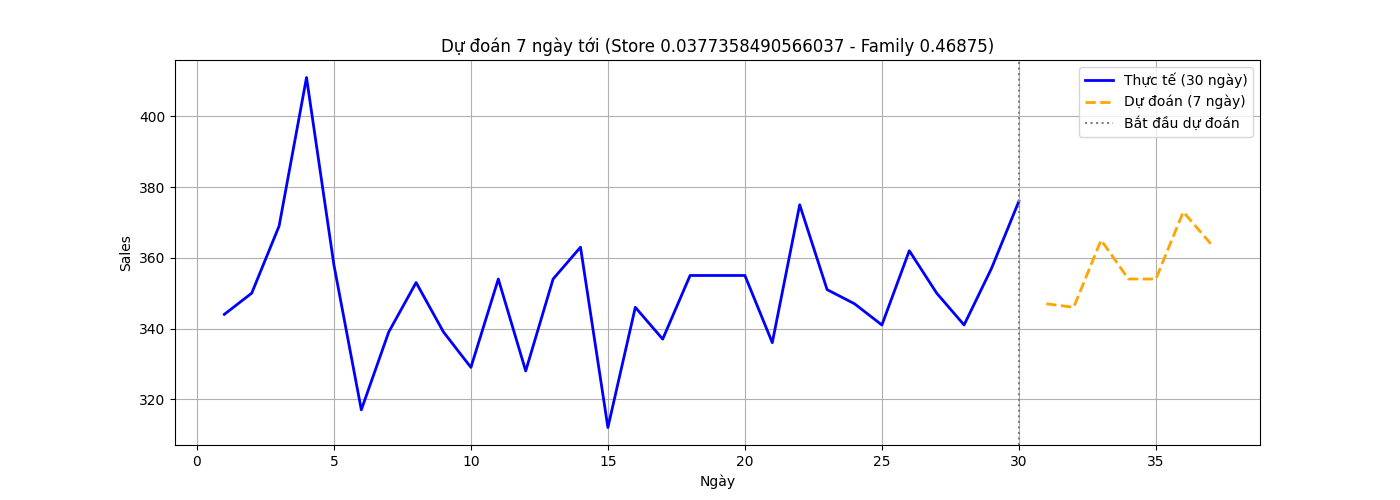 Dự đoán 7 ngày tới (Store 0.0377358490566037 - Family 0.46875)
Thực tế (30 ngày)
Dự đoán (7 ngày)
Bắt đầu dự đoán
Sales
400
380
360
340
320
0 5 10 15 20 25 30 35
Ngày